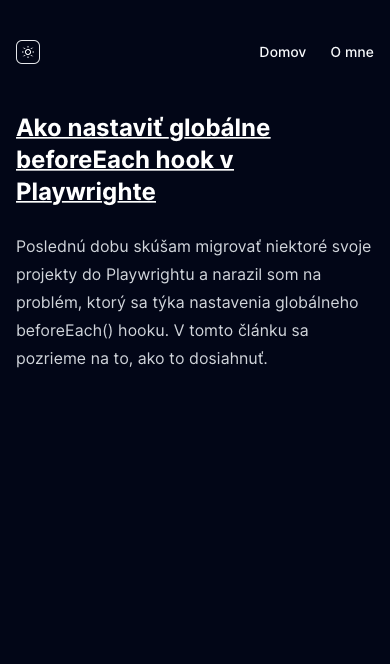 Domov O mne
Ako nastaviť globálne
beforeEach hook v
Playwrighte
Poslednú dobu skúšam migrovať niektoré svoje
projekty do Playwrightu a narazil som na
problém, ktorý sa týka nastavenia globálneho
beforeEach() hooku. V tomto článku sa
pozrieme na to, ako to dosiahnuť.